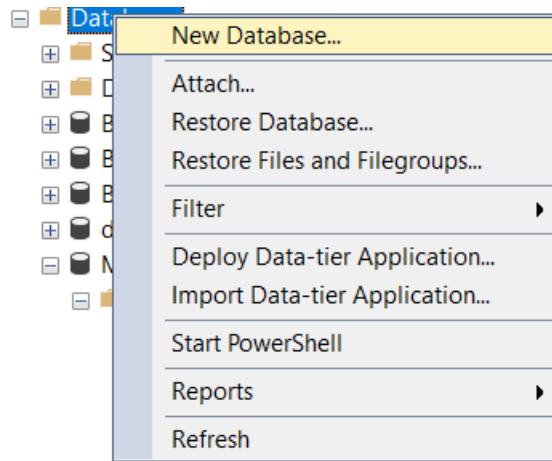 New Database...
Attach...
Restore Database...
Restore Files and Filegroups...
Filter
Deploy Data-tier Application...
Import Data-tier Application...
Start PowerShell
Reports
Refresh